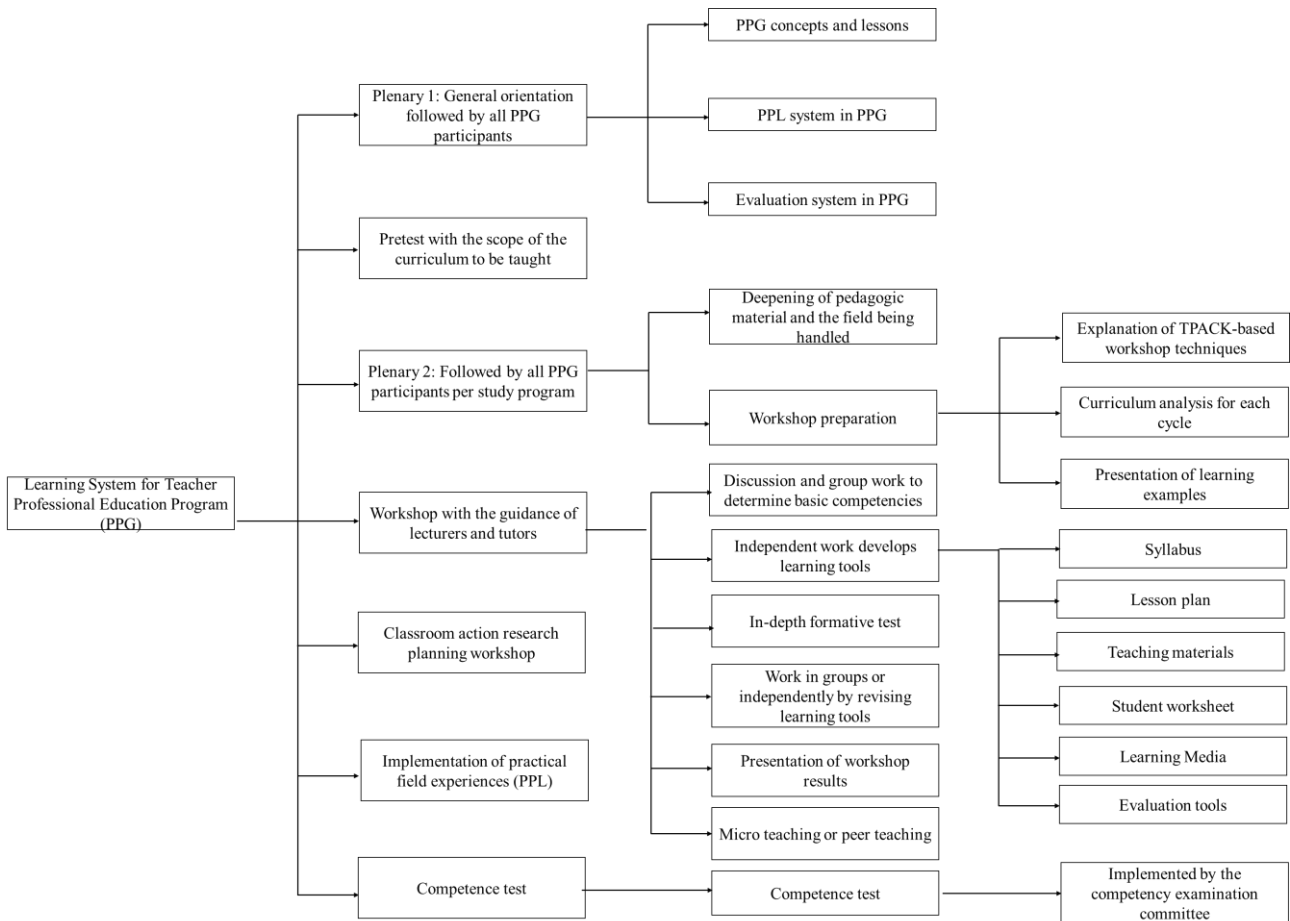 PPG concepts and lessons
Plenary 1: General orientation
followed by all PPG
participants
PPL system in PPG
Evaluation system in PPG
Pretest with the scope of the
curriculum to be taught
Deepening of pedagogic
material and the field being
handled
Explanation of TPACK-based
workshop techniques
Plenary 2: Followed by all PPG
participants per study program
Workshop preparation
Curriculum analysis for each
cycle
Presentation of learning
examples
Learning System for Teacher
Professional Education Program
(PPG)
Workshop with the guidance of
lecturers and tutors
Discussion and group work to
determine basic competencies
Independent work develops
learning tools
Syllabus
Lesson plan
In-depth formative test
Teaching materials
Classroom action research
planning workshop
Work in groups or
independently by revising
learning tools
Student worksheet
Implementation of practical
field experiences (PPL)
Presentation of workshop
results
Learning Media
Evaluation tools
Micro teaching or peer teaching
Competence test
Competence test
Implemented by the
competency examination
committee